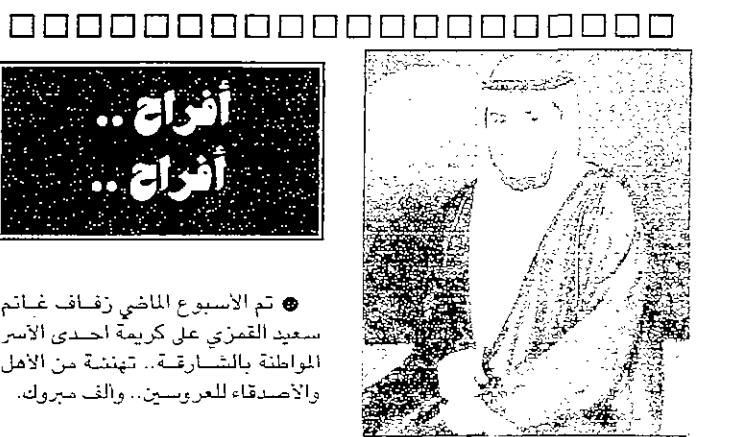 أفراح ..
أفراح ..
● تم الأسبوع الماضي زفاف غانم
سعيد القمزي على كريمة احدى الأسر
المواطنة بالشارقة.. تهنئة من الأهل
والأصدقاء للعروسين.. وألف مبروك.